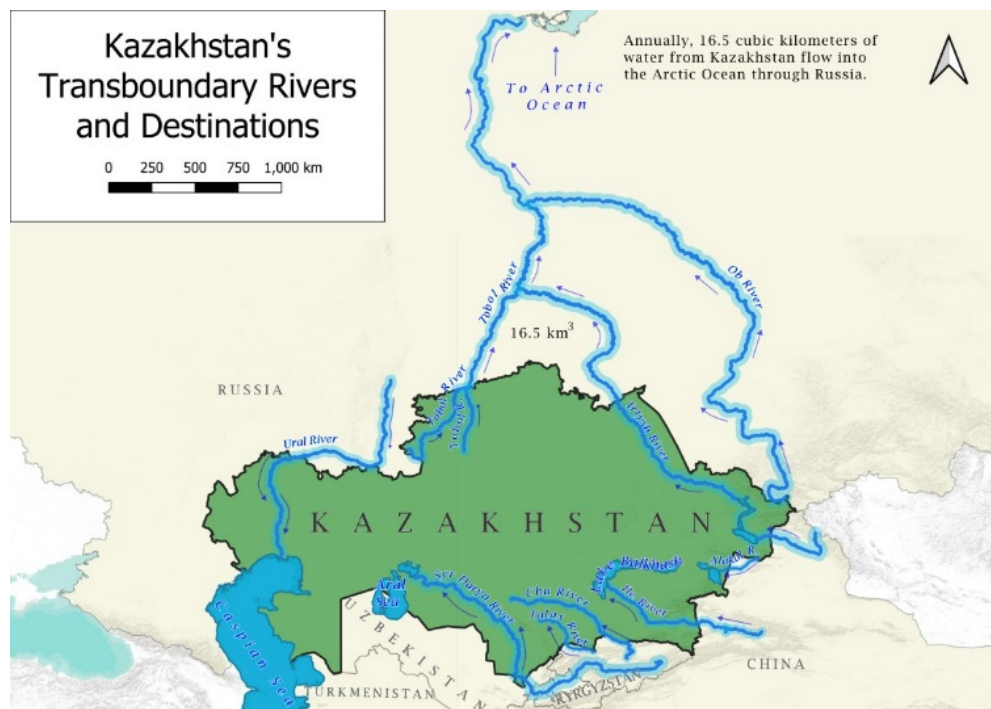 Kazakhstan's
Transboundary Rivers
and Destinations
0 250 500 750 1,000 km
Annually, 16.5 cubic kilometers of
water from Kazakhstan flow into
the Arctic Ocean through Russia.
To Arctic
Ocean
Ob River
Tobol River
16.5 km³
RUSSIA
Tobol River
Ural River
Irtysh River
KAZAKHSTAN
Lake Balkhash
Aral
Sea
Syr Darya River
Chu River
Ili River
Talas River
Caspian Sea
UZBEKISTAN
CHINA
KYRGYZSTAN
TURKMENISTAN